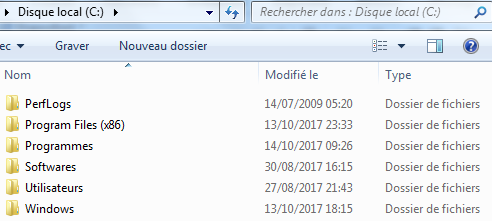 Disque local (C:)
Rechercher dans : Disque local (C:)
ec
Graver
Nouveau dossier
Nom
Modifié le
Type
PerfLogs
14/07/2009 05:20
Dossier de fichiers
Program Files (x86)
13/10/2017 23:33
Dossier de fichiers
Programmes
14/10/2017 09:26
Dossier de fichiers
Softwares
30/08/2017 16:15
Dossier de fichiers
Utilisateurs
27/08/2017 21:43
Dossier de fichiers
Windows
13/10/2017 18:15
Dossier de fichiers